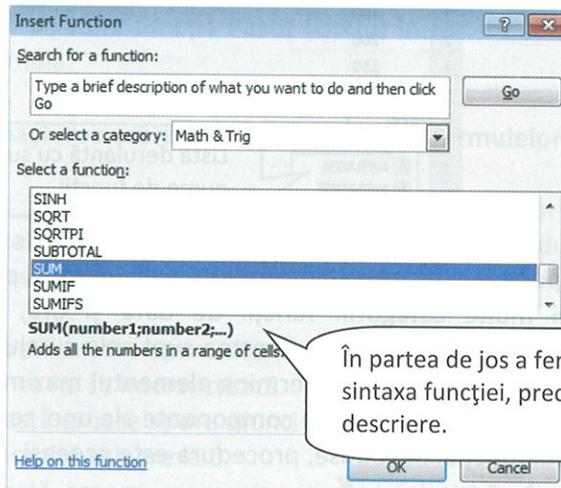 Insert Function
Search for a function:
Type a brief description of what you want to do and then click
Go
Go
Or select a category: Math & Trig
Select a function:
SINH
SQRT
SQRTPI
SUBTOTAL
SUM
SUMIF
SUMIFS
SUM(number1;number2;...)
Adds all the numbers in a range of cells.
În partea de jos a fer
sintaxa funcţiei, prec
descriere.
Help on this function
OK
Cancel